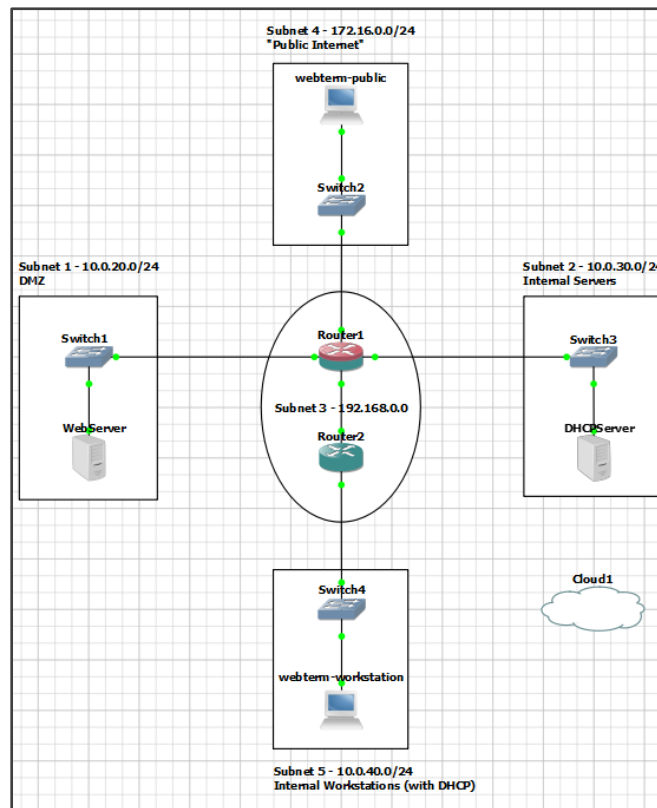 Subnet 4 - 172.16.0.0/24
"Public Internet"
webterm-public
Switch2
Subnet 1 - 10.0.20.0/24
DMZ
Subnet 2 - 10.0.30.0/24
Internal Servers
Switch1
Router1
Switch3
Subnet 3 - 192.168.0.0
WebServer
Router2
DHCPServer
Switch4
Cloud1
webterm-workstation
Subnet 5 - 10.0.40.0/24
Internal Workstations (with DHCP)